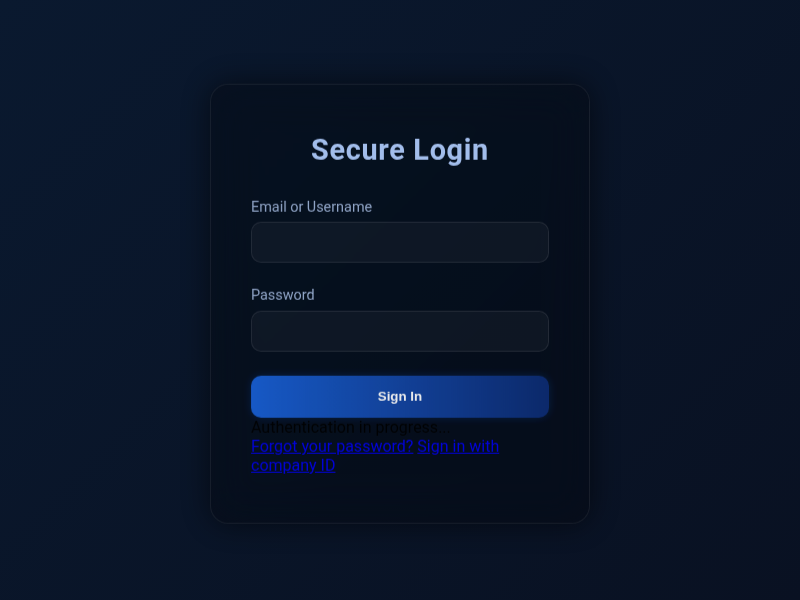 Secure Login
Email or Username
Password
Sign In
Authentication in progress...
Forgot your password? Sign in with
company ID